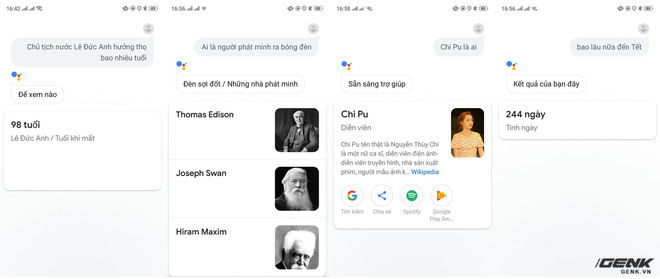 16:42
Chủ tịch nước Lê Đức Anh hưởng thọ
bao nhiêu tuổi
Để xem nào
98 tuổi
Lê Đức Anh / Tuổi khi mất
16:56
Ai là người phát minh ra bóng đèn
Đèn sợi đốt / Những nhà phát minh
Thomas Edison
Joseph Swan
Hiram Maxim
16:58
Chi Pu là ai
Sẵn sàng trợ giúp
Chi Pu
Diễn viên
Chi Pu tên thật là Nguyễn Thùy Chi
là một nữ ca sĩ, diễn viên điện ảnh-
diễn viên truyền hình, nhà sản xuất
phim, người mẫu ảnh k... Wikipedia
Tìm kiếm
Chia sẻ
Spotify
Google
Play Âm...
16:56
bao lâu nữa đến Tết
Kết quả của bạn đây
244 ngày
Tính ngày
GENK
GENK.VN